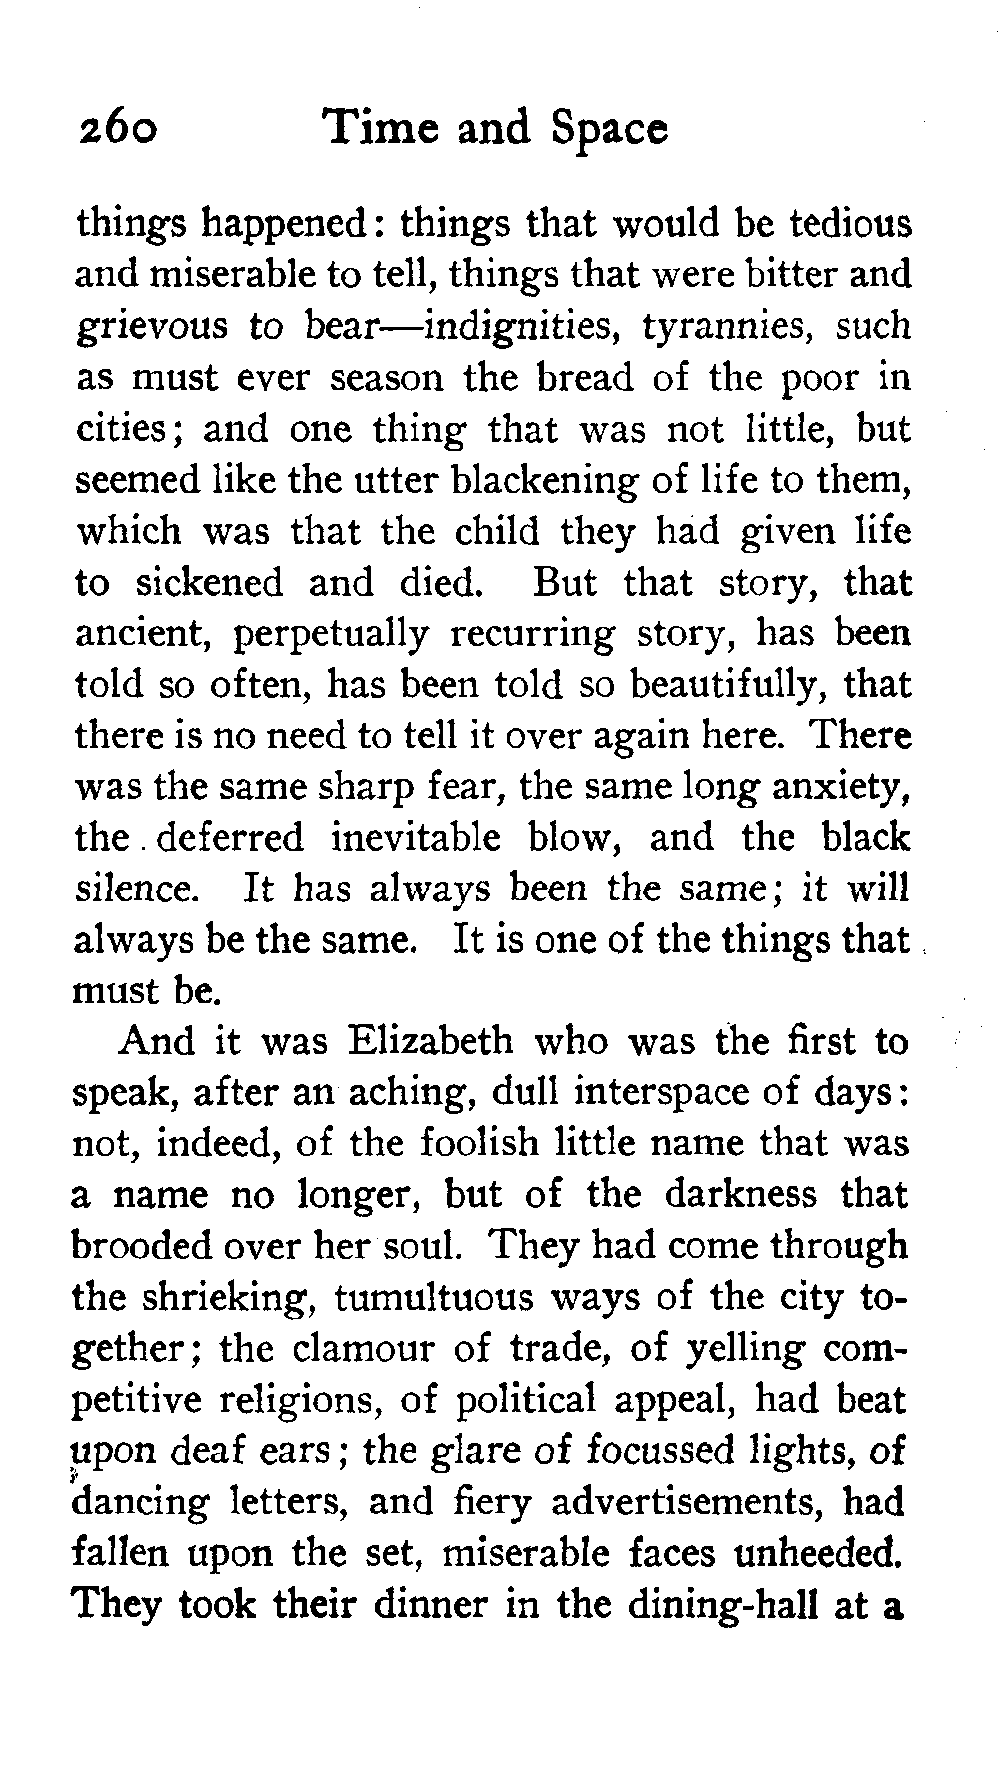 260 Time and Space
things happened: things that would be tedious
and miserable to tell, things that were bitter and
grievous to bear—indignities, tyrannies, such
as must ever season the bread of the poor in
cities; and one thing that was not little, but
seemed like the utter blackening of life to them,
which was that the child they had given life
to sickened and died. But that story, that
ancient, perpetually recurring story, has been
told so often, has been told so beautifully, that
there is no need to tell it over again here. There
was the same sharp fear, the same long anxiety,
the deferred inevitable blow, and the black
silence. It has always been the same; it will
always be the same. It is one of the things that
must be.
And it was Elizabeth who was the first to
speak, after an aching, dull interspace of days:
not, indeed, of the foolish little name that was
a name no longer, but of the darkness that
brooded over her soul. They had come through
the shrieking, tumultuous ways of the city to-
gether; the clamour of trade, of yelling com-
petitive religions, of political appeal, had beat
upon deaf ears; the glare of focussed lights, of
dancing letters, and fiery advertisements, had
fallen upon the set, miserable faces unheeded.
They took their dinner in the dining-hall at a